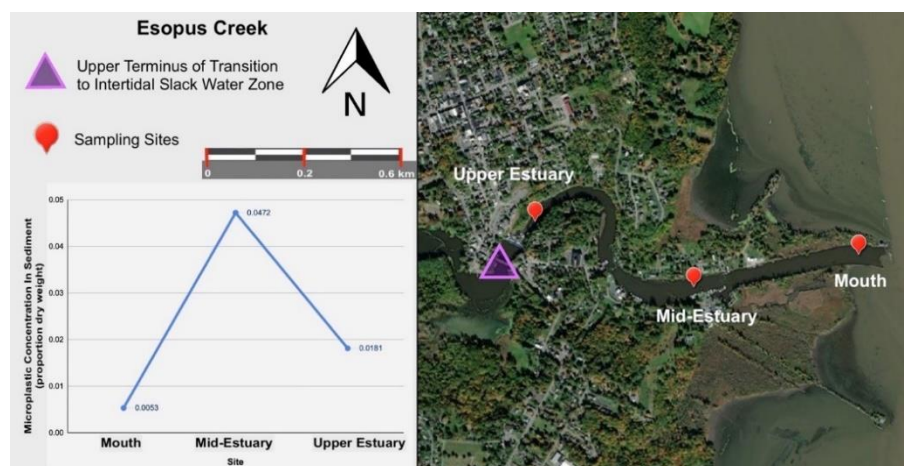 Esopus Creek
Upper Terminus of Transition
to Intertidal Slack Water Zone
N
Sampling Sites
0
0.2
0.6 km
Microplastic Concentration In Sediment
(proportion dry weight)
0.05
0.04
0.03
0.02
0.01
0.00
0.0053
0.0472
0.0181
Mouth
Mid-Estuary
Upper Estuary
Site
Upper Estuary
Mid-Estuary
Mouth